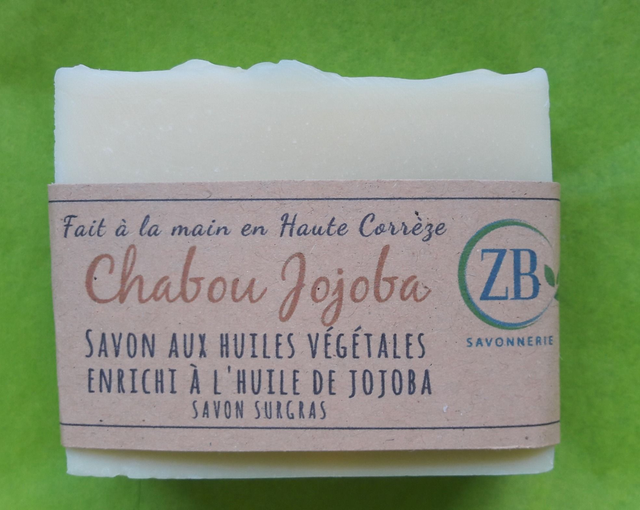 Fait à la main en Haute Corrèze
Chabou Jojoba
SAVON AUX HUILES VÉGÉTALES
ENRICHI À L'HUILE DE JOJOBA
SAVON SURGRAS
ZB
SAVONNERIE